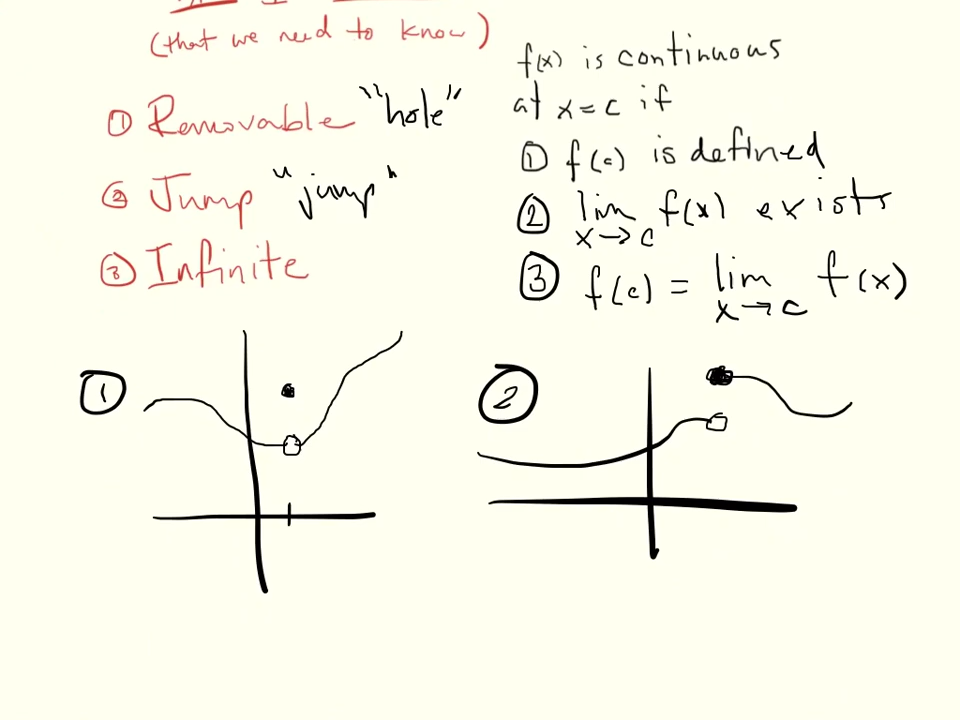 (that we need to know)
① Removable "hole"
② Jump "jump"
③ Infinite
f(x) is continuous
at x = c if
① f(c) is defined
② lim f(x) exists
x→c
③ f(c) = lim f(x)
x→c
①
②